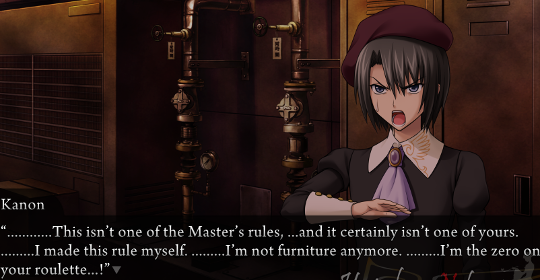 Kanon
“............This isn’t one of the Master’s rules, ...and it certainly isn’t one of yours.
.........I made this rule myself. .........I’m not furniture anymore. .........I’m the zero on
your roulette...!”